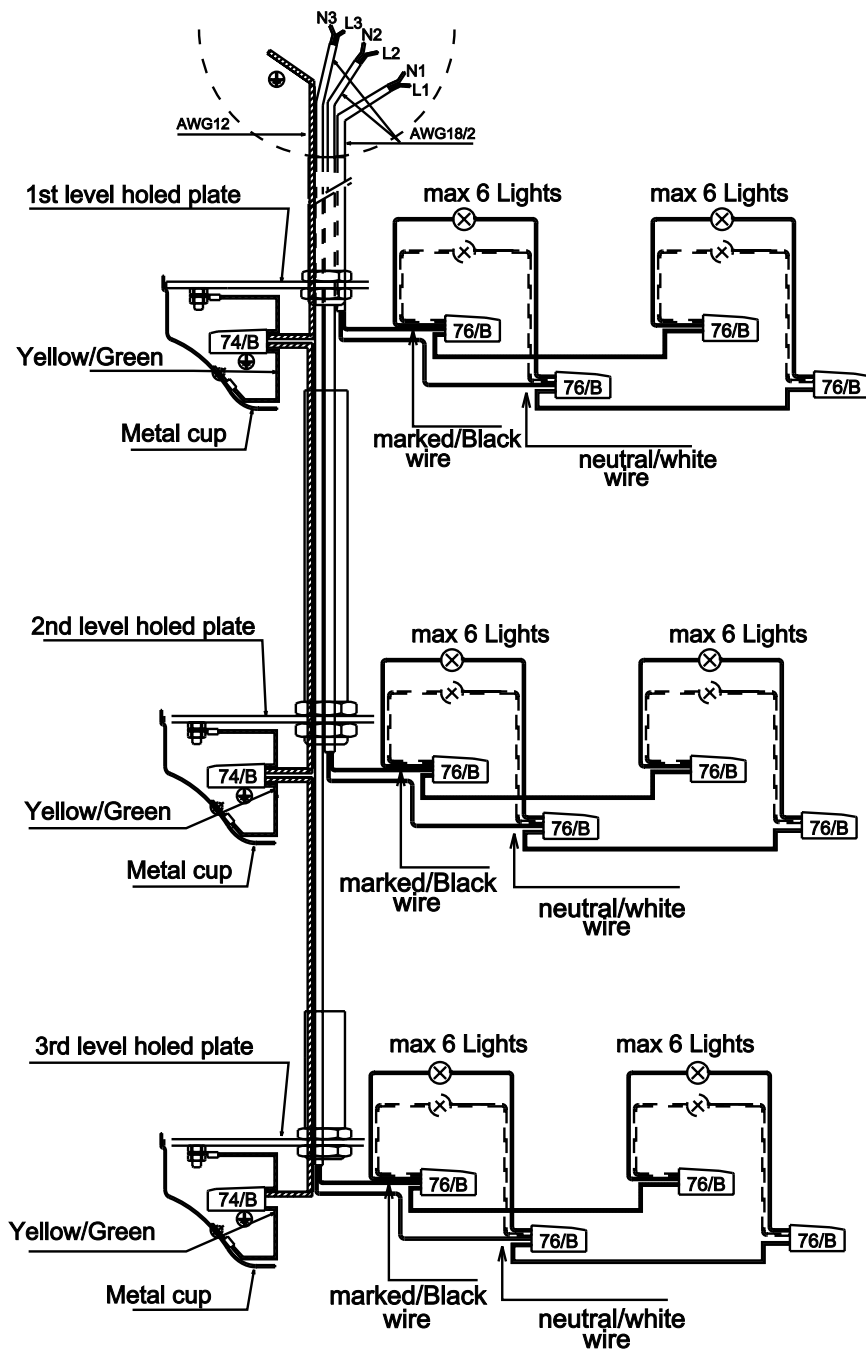 N3
L3
N2
L2
N1
L1
AWG12
AWG18/2
1st level holed plate
max 6 Lights
max 6 Lights
74/B
76/B
76/B
Yellow/Green
76/B
76/B
Metal cup
marked/Black
wire
neutral/white
wire
2nd level holed plate
max 6 Lights
max 6 Lights
74/B
76/B
76/B
Yellow/Green
76/B
76/B
Metal cup
marked/Black
wire
neutral/white
wire
3rd level holed plate
max 6 Lights
max 6 Lights
74/B
76/B
76/B
Yellow/Green
76/B
76/B
Metal cup
marked/Black
wire
neutral/white
wire